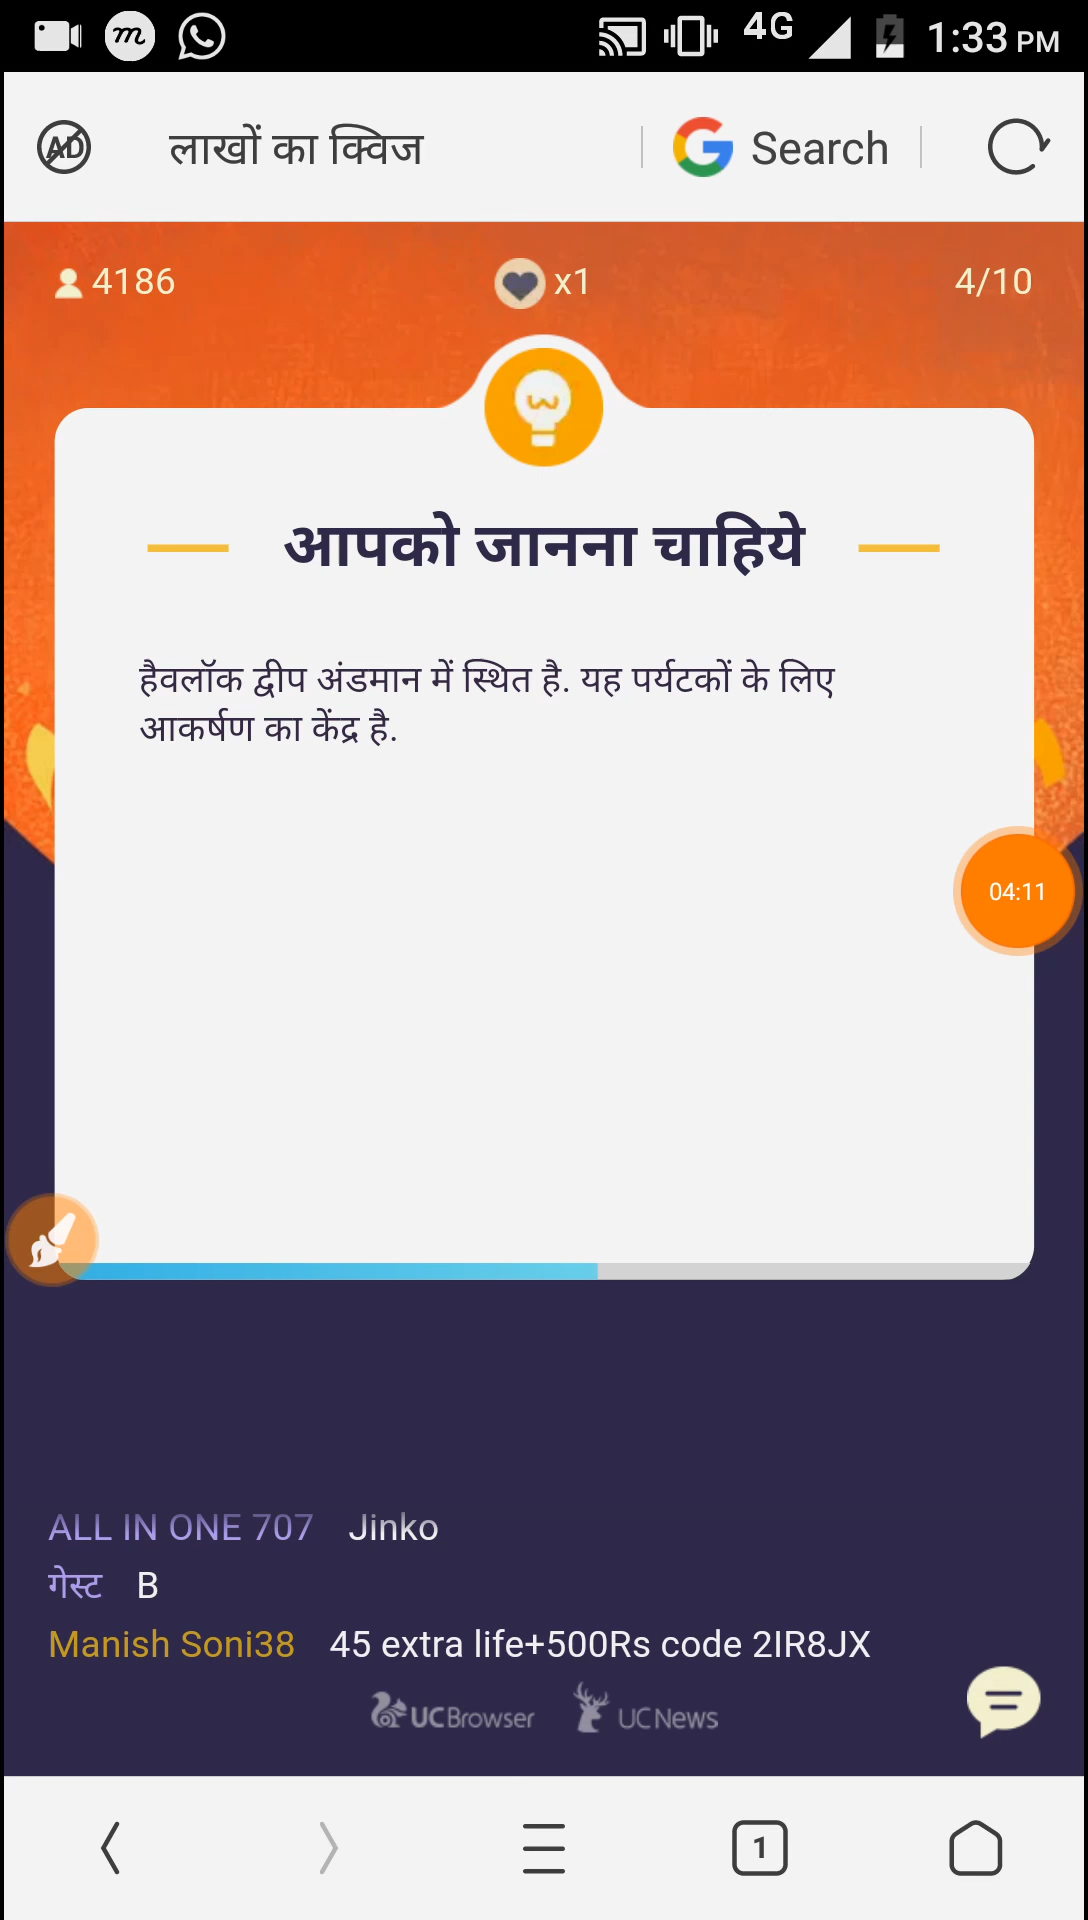 4G 1:33 PM
AD लाखों का क्विज Search
4186 x1 4/10
आपको जानना चाहिये
हैवलॉक द्वीप अंडमान में स्थित है. यह पर्यटकों के लिए
आकर्षण का केंद्र है.
04:11
ALL IN ONE 707 Jinko
गेस्ट B
Manish Soni38 45 extra life+500Rs code 2IR8JX
UCBrowser UCNews
1